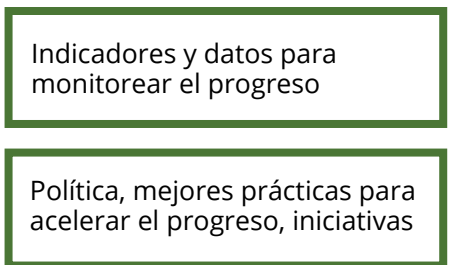 Indicadores y datos para
monitorear el progreso
Política, mejores prácticas para
acelerar el progreso, iniciativas